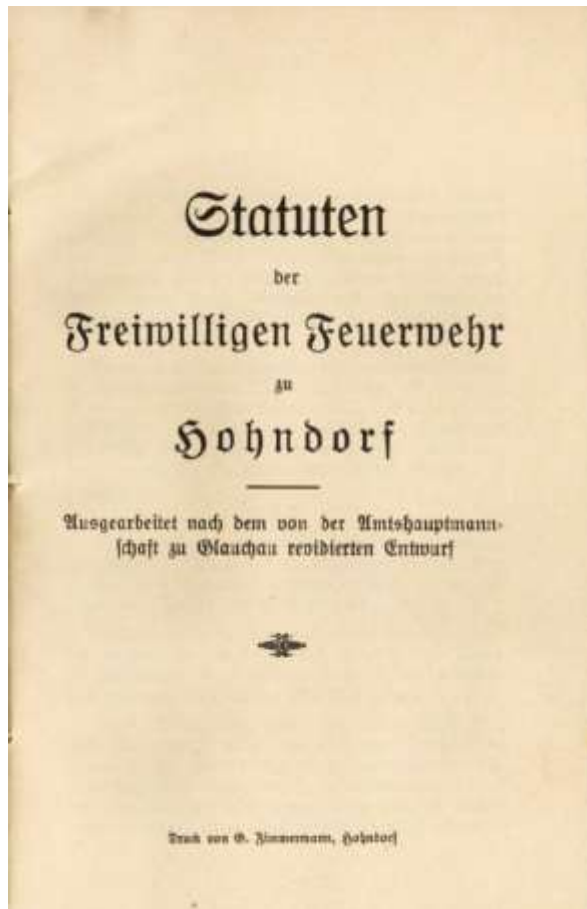 Statuten
der
Freiwilligen Feuerwehr
zu
Hohndorf
Ausgearbeitet nach dem von der Amtshauptmann-
schaft zu Glauchau revidierten Entwurf
Druck von G. Zimmermann, Hohndorf